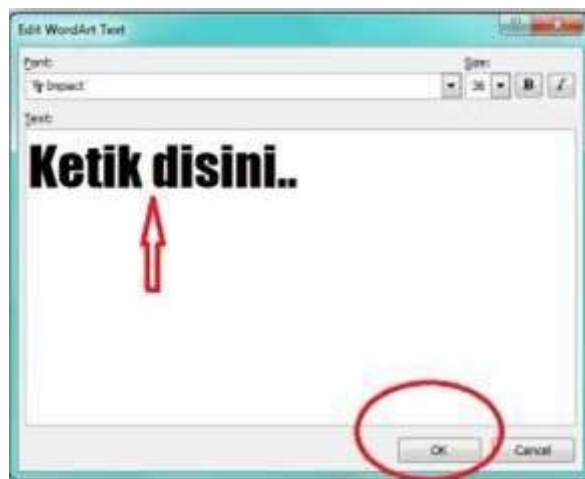 Edit WordArt Text
Font:
Size:
Impact
36
B
I
Text:
Ketik disini..
OK
Cancel